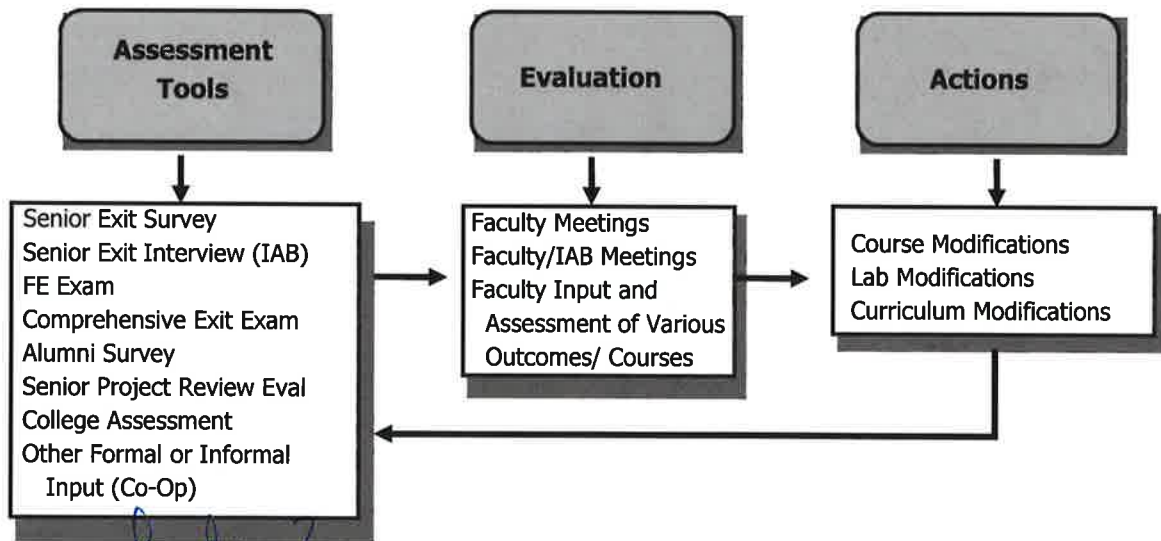 Assessment
Tools
Evaluation
Actions
Senior Exit Survey
Senior Exit Interview (IAB)
FE Exam
Comprehensive Exit Exam
Alumni Survey
Senior Project Review Eval
College Assessment
Other Formal or Informal
Input (Co-Op)
Faculty Meetings
Faculty/IAB Meetings
Faculty Input and
Assessment of Various
Outcomes/ Courses
Course Modifications
Lab Modifications
Curriculum Modifications